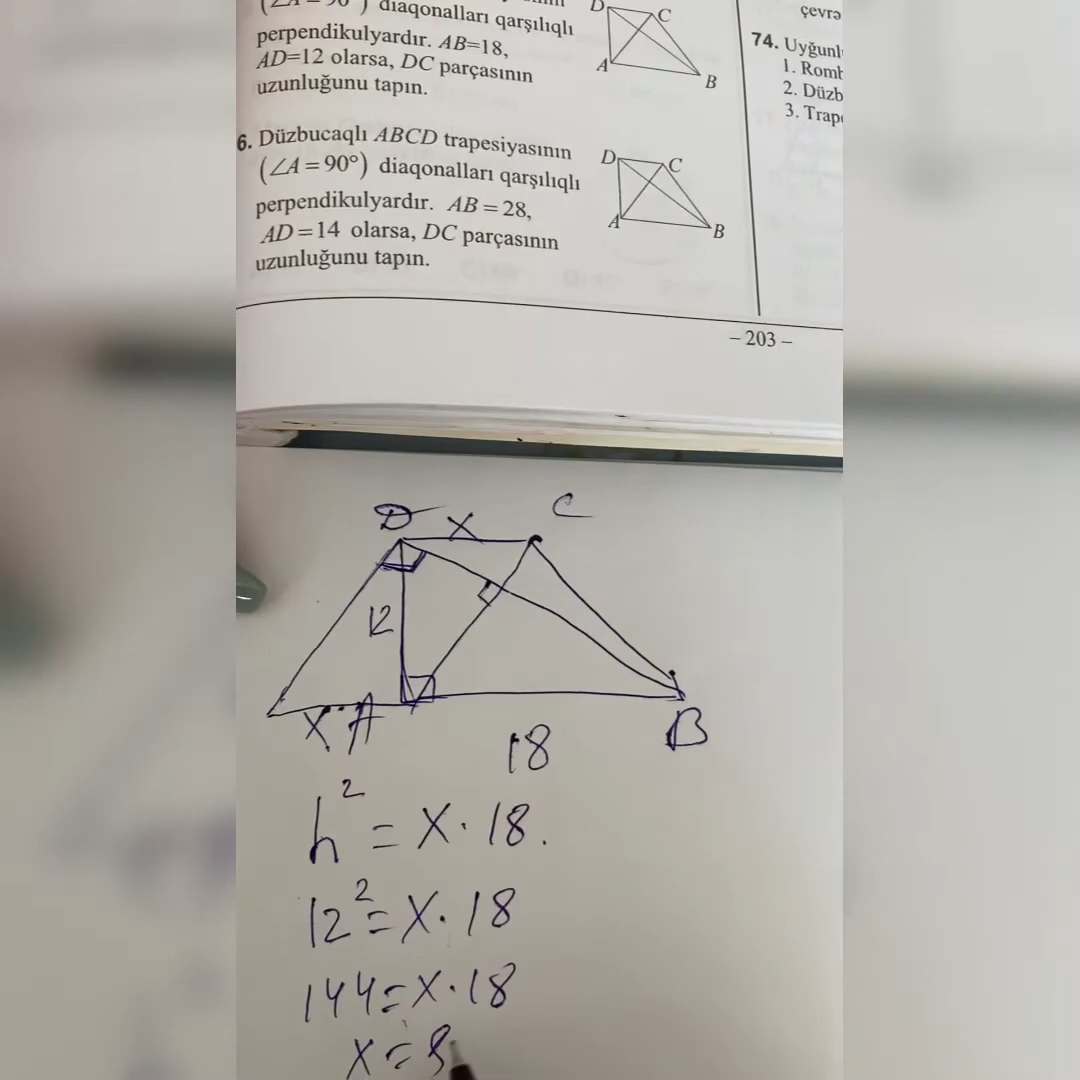 diaqonalları qarşılıqlı
perpendikulyardır. AB=18,
AD=12 olarsa, DC parçasının
uzunluğunu tapın.
D C
A B
6. Düzbucaqlı ABCD trapesiyasının
(∠A = 90°) diaqonalları qarşılıqlı
perpendikulyardır. AB = 28,
AD = 14 olarsa, DC parçasının
uzunluğunu tapın.
D C
A B
çevrə
74. Uyğunl
1. Romb
2. Düzb
3. Trap
– 203 –
D X C
12
X A
18
B
h² = X · 18.
12² = X · 18
144 = X · 18
X = 8